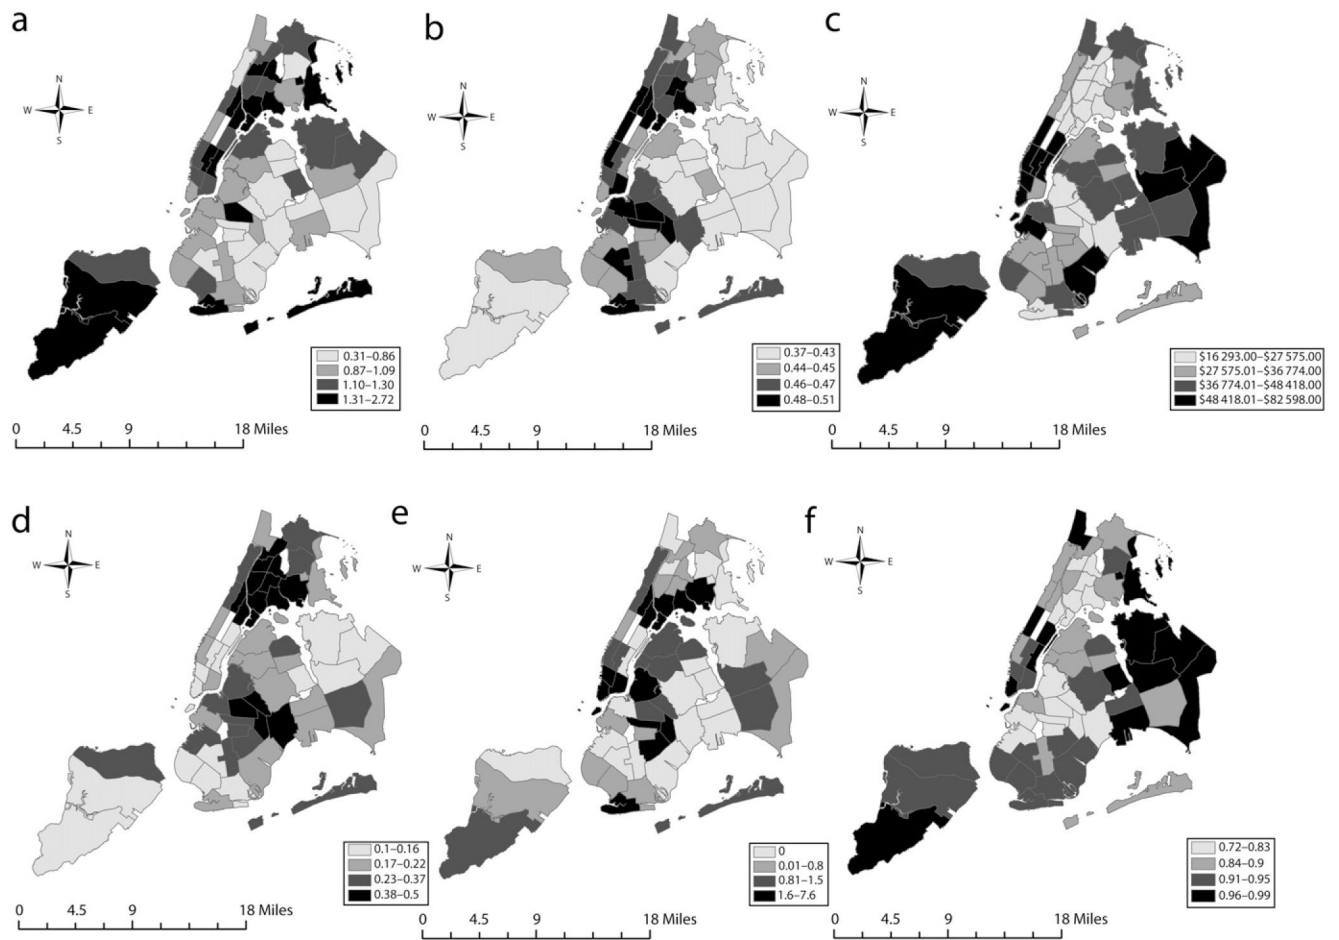 a
N
W E
S
0.31–0.86
0.87–1.09
1.10–1.30
1.31–2.72
0 4.5 9 18 Miles
b
N
W E
S
0.37–0.43
0.44–0.45
0.46–0.47
0.48–0.51
0 4.5 9 18 Miles
c
N
W E
S
$16 293.00–$27 575.00
$27 575.01–$36 774.00
$36 774.01–$48 418.00
$48 418.01–$82 598.00
0 4.5 9 18 Miles
d
N
W E
S
0.1–0.16
0.17–0.22
0.23–0.37
0.38–0.5
0 4.5 9 18 Miles
e
N
W E
S
0
0.01–0.8
0.81–1.5
1.6–7.6
0 4.5 9 18 Miles
f
N
W E
S
0.72–0.83
0.84–0.9
0.91–0.95
0.96–0.99
0 4.5 9 18 Miles